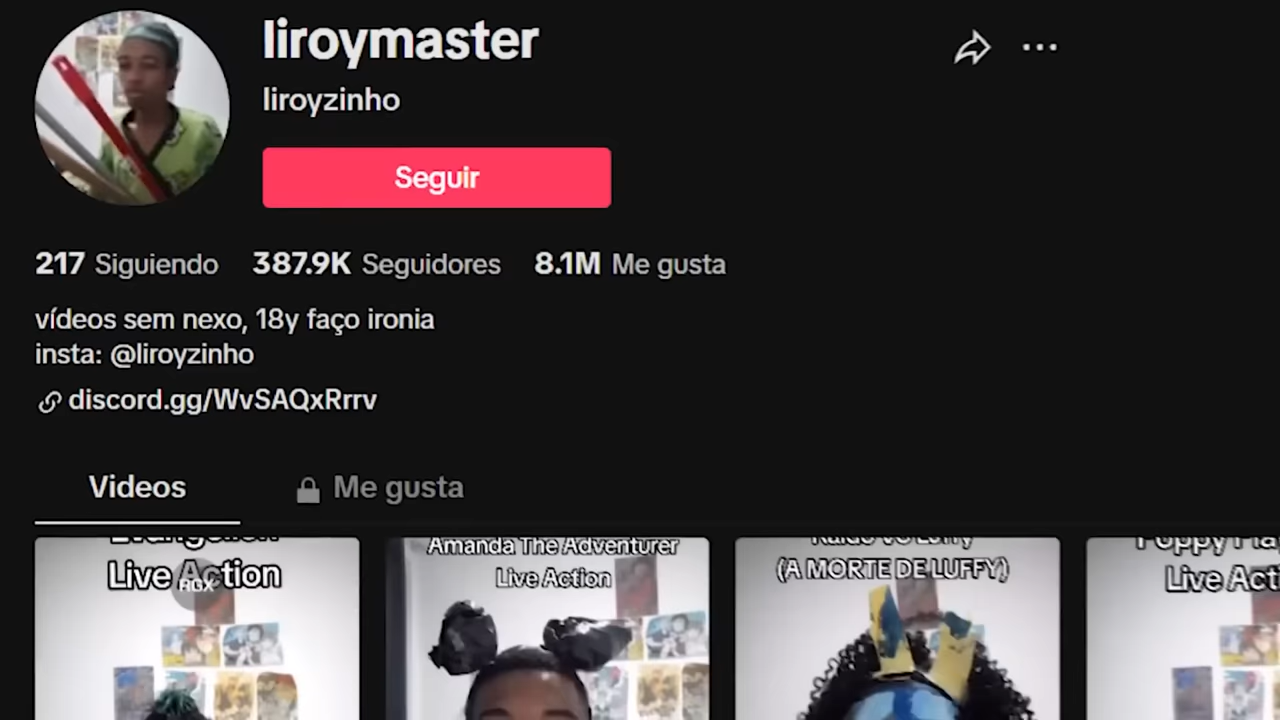 liroymaster
liroyzinho
Seguir
217 Siguiendo 387.9K Seguidores 8.1M Me gusta
vídeos sem nexo, 18y faço ironia
insta: @liroyzinho
discord.gg/WvSAQxRrrv
Videos Me gusta
Evangelion
Live Action
Amanda The Adventurer
Live Action
(A MORTE DE LUFFY)
Live